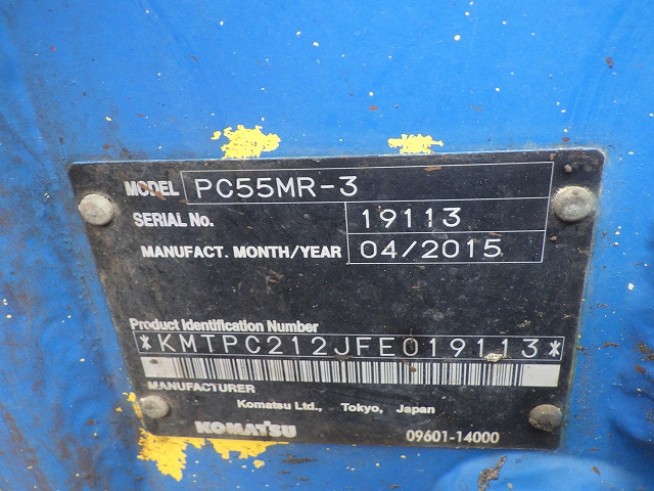 MODEL PC55MR-3
SERIAL No. 19113
MANUFACT. MONTH/YEAR 04/2015
Product Identification Number
*KMTPC212JFE019113*
MANUFACTURER
Komatsu Ltd., Tokyo, Japan
KOMATSU 09601-14000